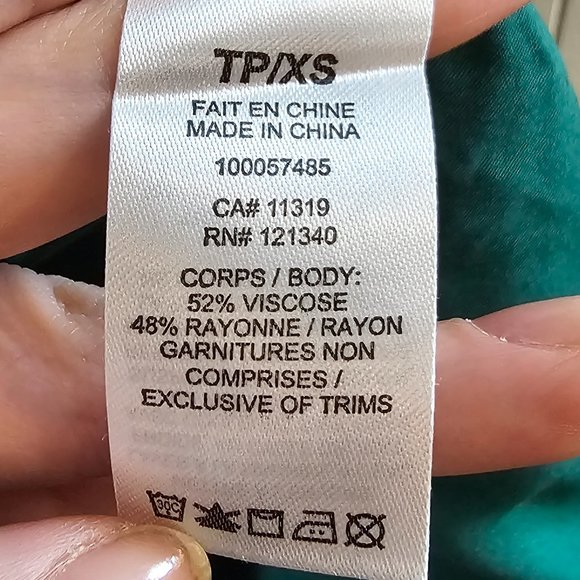 TP/XS
FAIT EN CHINE
MADE IN CHINA
100057485
CA# 11319
RN# 121340
CORPS / BODY:
52% VISCOSE
48% RAYONNE / RAYON
GARNITURES NON
COMPRISES /
EXCLUSIVE OF TRIMS
30C